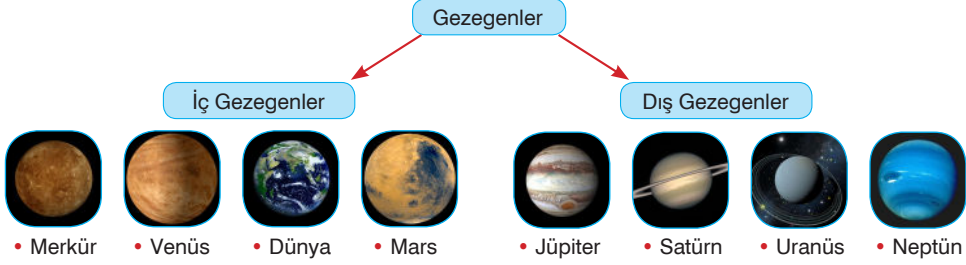 Gezegenler
İç Gezegenler
Dış Gezegenler
• Merkür
• Venüs
• Dünya
• Mars
• Jüpiter
• Satürn
• Uranüs
• Neptün